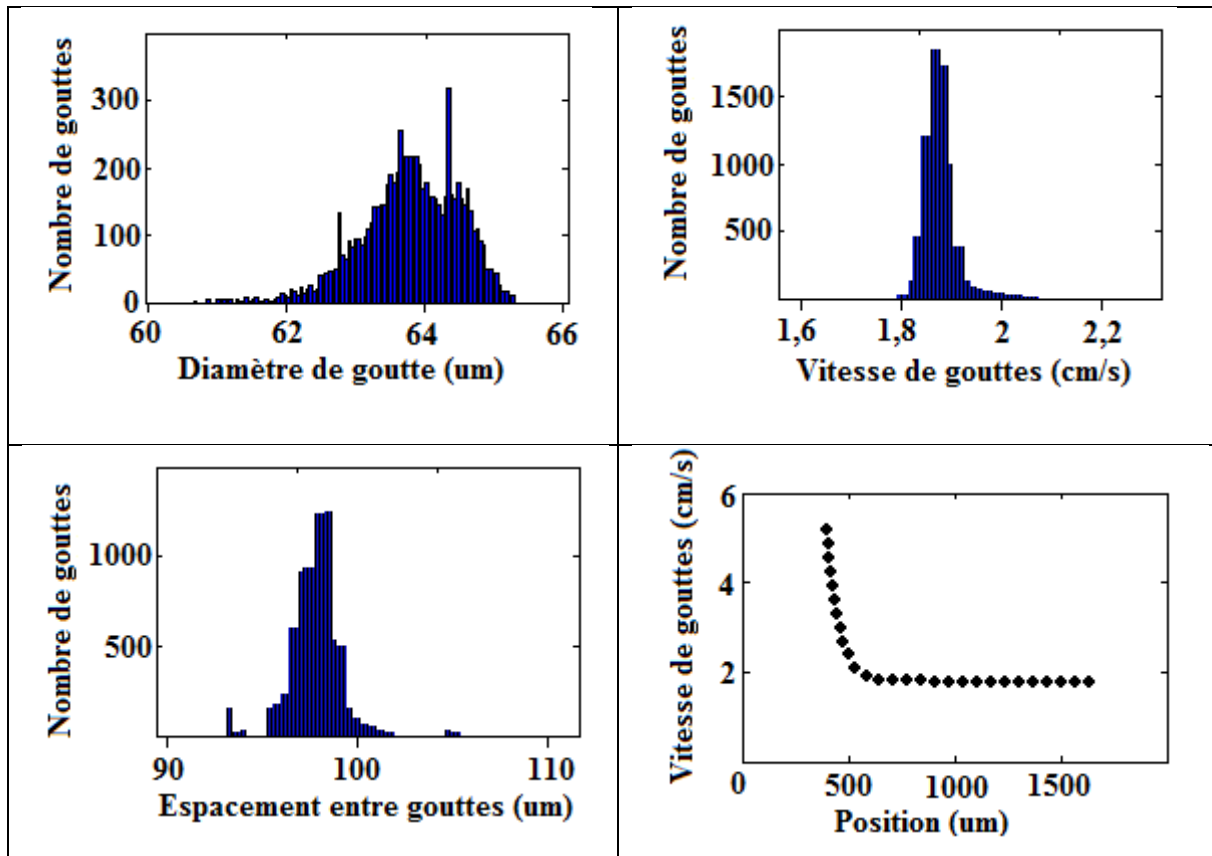 Nombre de gouttes
300
200
100
0
60 62 64 66
Diamètre de goutte (um)
Nombre de gouttes
1500
1000
500
1,6 1,8 2 2,2
Vitesse de gouttes (cm/s)
Nombre de gouttes
1000
500
90 100 110
Espacement entre gouttes (um)
Vitesse de gouttes (cm/s)
6
4
2
0 500 1000 1500
Position (um)